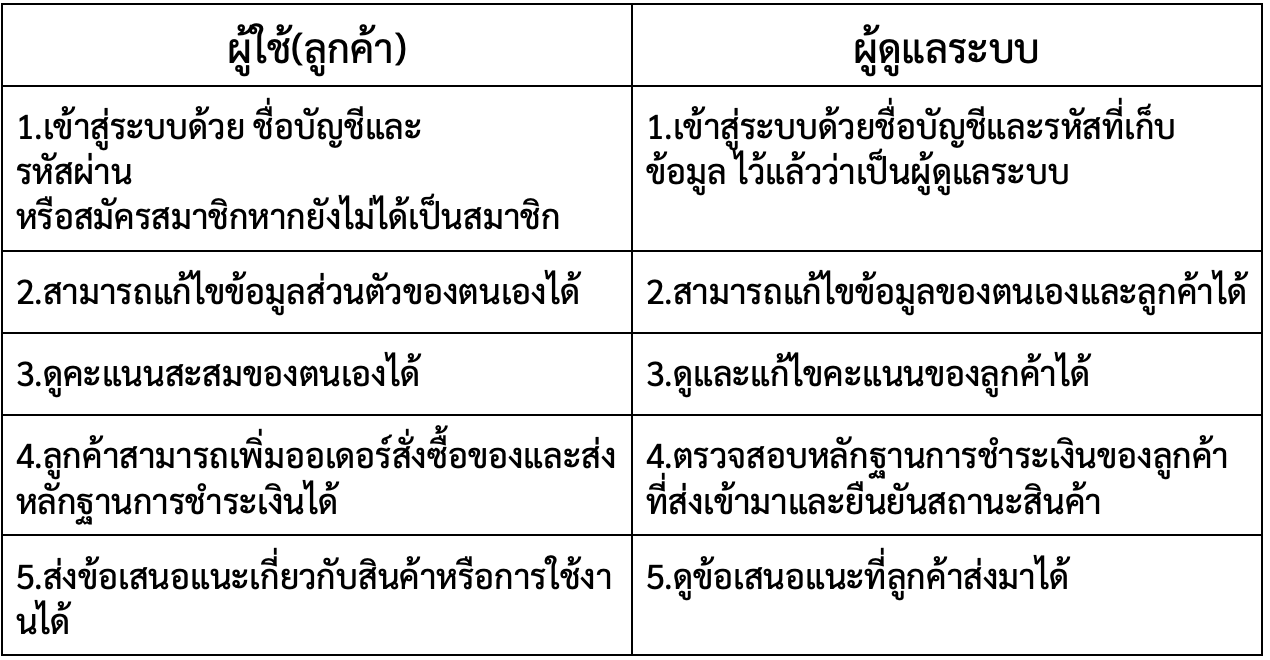 ผู้ใช้(ลูกค้า)
ผู้ดูแลระบบ
1.เข้าสู่ระบบด้วย ชื่อบัญชีและ
รหัสผ่าน
หรือสมัครสมาชิกหากยังไม่ได้เป็นสมาชิก
1.เข้าสู่ระบบด้วยชื่อบัญชีและรหัสที่เก็บ
ข้อมูล ไว้แล้วว่าเป็นผู้ดูแลระบบ
2.สามารถแก้ไขข้อมูลส่วนตัวของตนเองได้
2.สามารถแก้ไขข้อมูลของตนเองและลูกค้าได้
3.ดูคะแนนสะสมของตนเองได้
3.ดูและแก้ไขคะแนนของลูกค้าได้
4.ลูกค้าสามารถเพิ่มออเดอร์สั่งซื้อของและส่ง
หลักฐานการชำระเงินได้
4.ตรวจสอบหลักฐานการชำระเงินของลูกค้า
ที่ส่งเข้ามาและยืนยันสถานะสินค้า
5.ส่งข้อเสนอแนะเกี่ยวกับสินค้าหรือการใช้งา
นได้
5.ดูข้อเสนอแนะที่ลูกค้าส่งมาได้